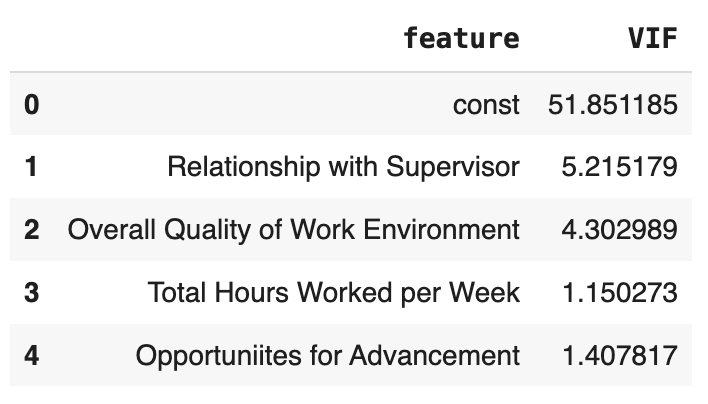 feature VIF
0 const 51.851185
1 Relationship with Supervisor 5.215179
2 Overall Quality of Work Environment 4.302989
3 Total Hours Worked per Week 1.150273
4 Opportuniites for Advancement 1.407817